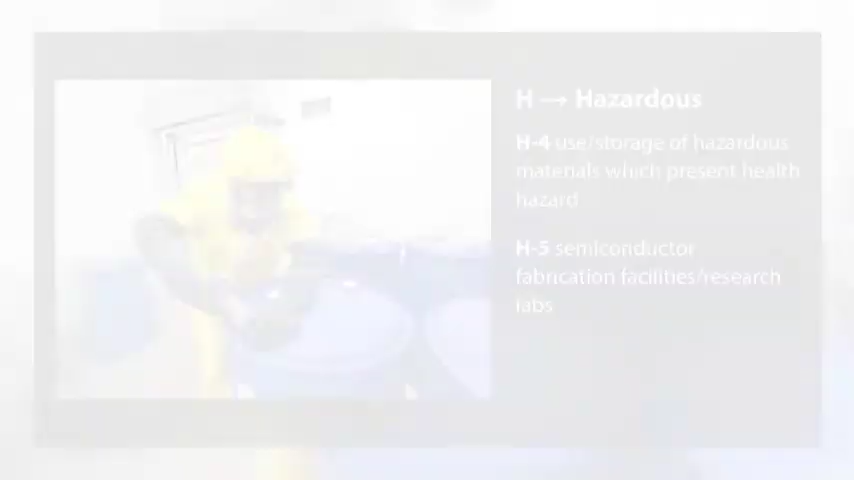 H → Hazardous
H-4 use/storage of hazardous
materials which present health
hazard
H-5 semiconductor
fabrication facilities/research
labs